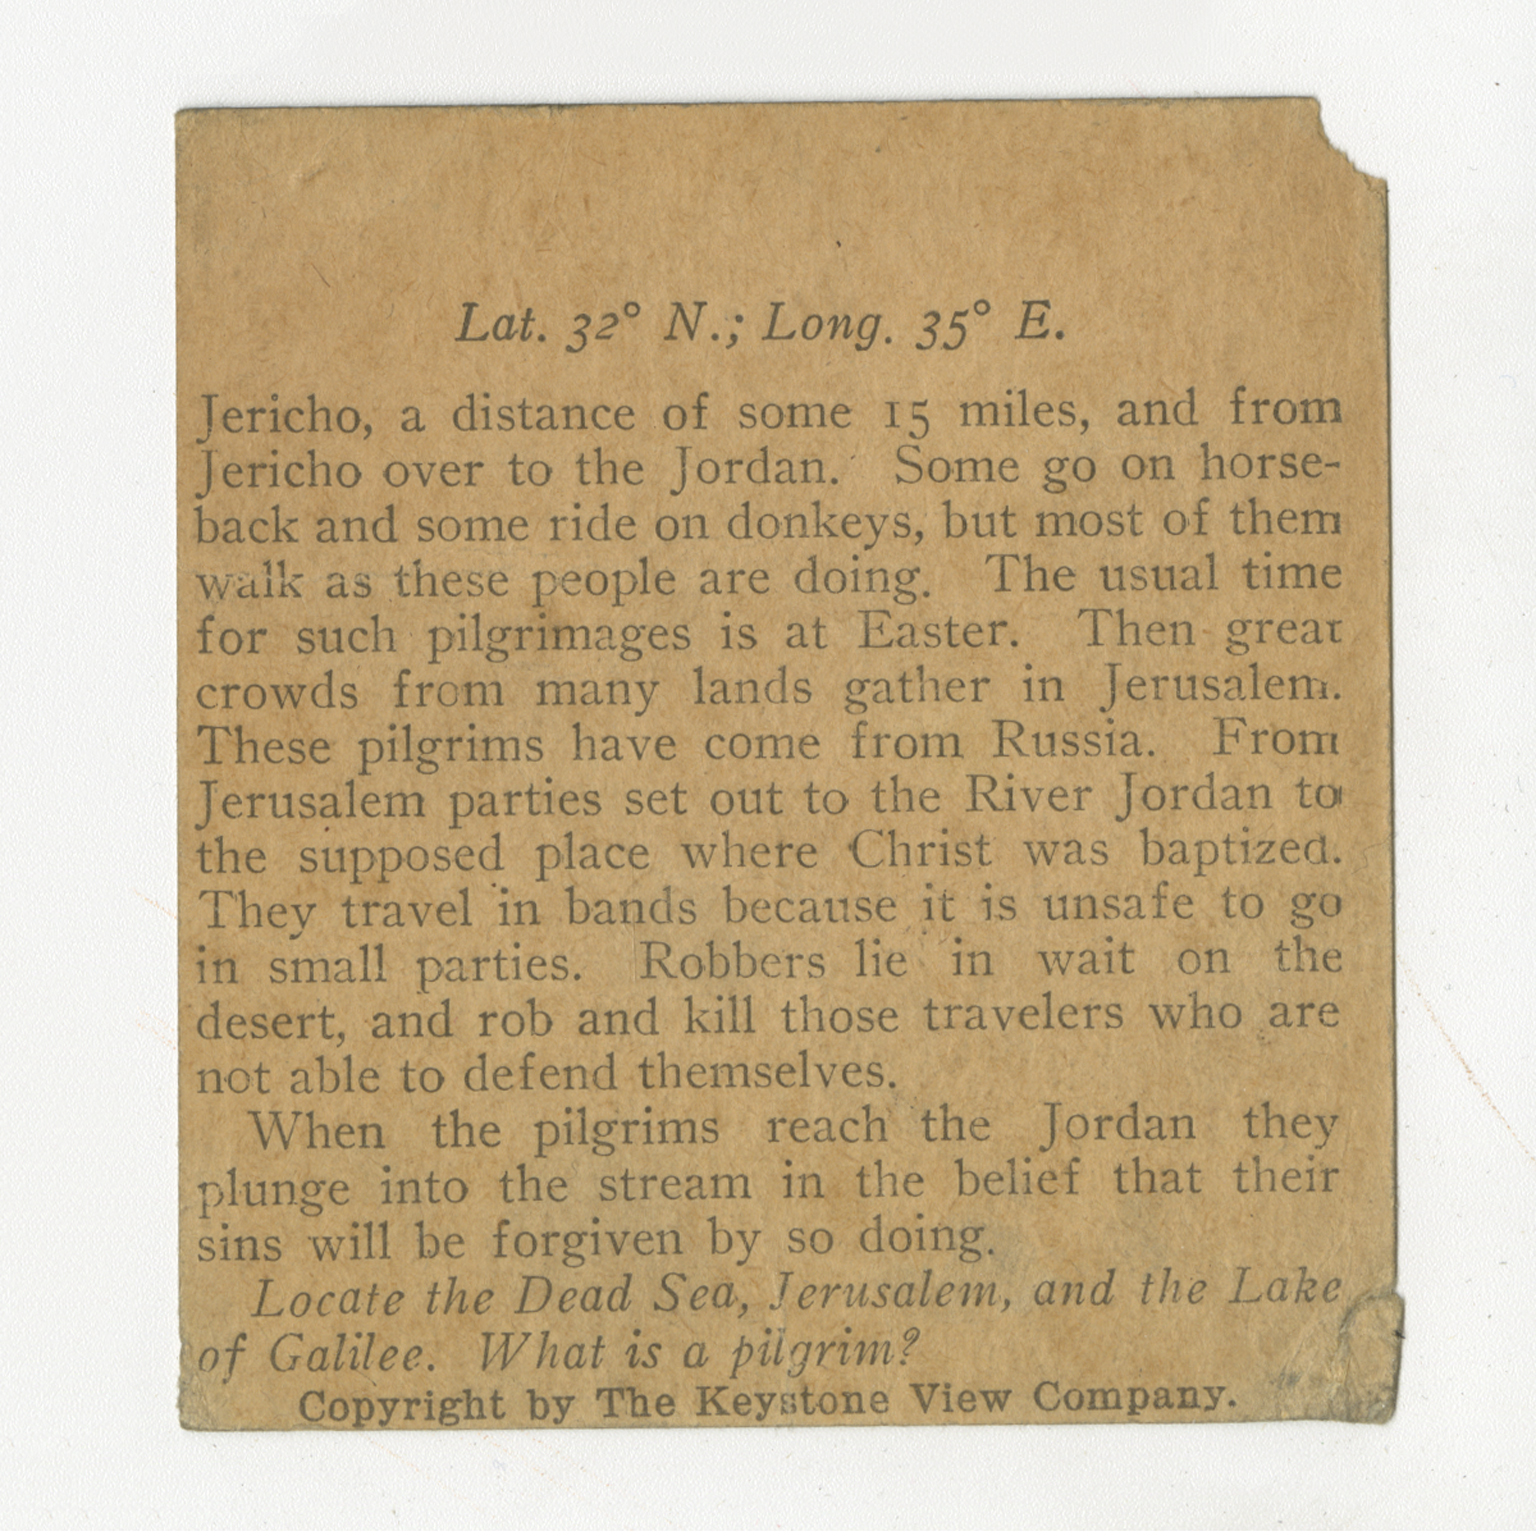 Lat. 32° N.; Long. 35° E.
Jericho, a distance of some 15 miles, and from
Jericho over to the Jordan. Some go on horse-
back and some ride on donkeys, but most of them
walk as these people are doing. The usual time
for such pilgrimages is at Easter. Then great
crowds from many lands gather in Jerusalem.
These pilgrims have come from Russia. From
Jerusalem parties set out to the River Jordan to
the supposed place where Christ was baptized.
They travel in bands because it is unsafe to go
in small parties. Robbers lie in wait on the
desert, and rob and kill those travelers who are
not able to defend themselves.
When the pilgrims reach the Jordan they
plunge into the stream in the belief that their
sins will be forgiven by so doing.
Locate the Dead Sea, Jerusalem, and the Lake
of Galilee. What is a pilgrim?
Copyright by The Keystone View Company.